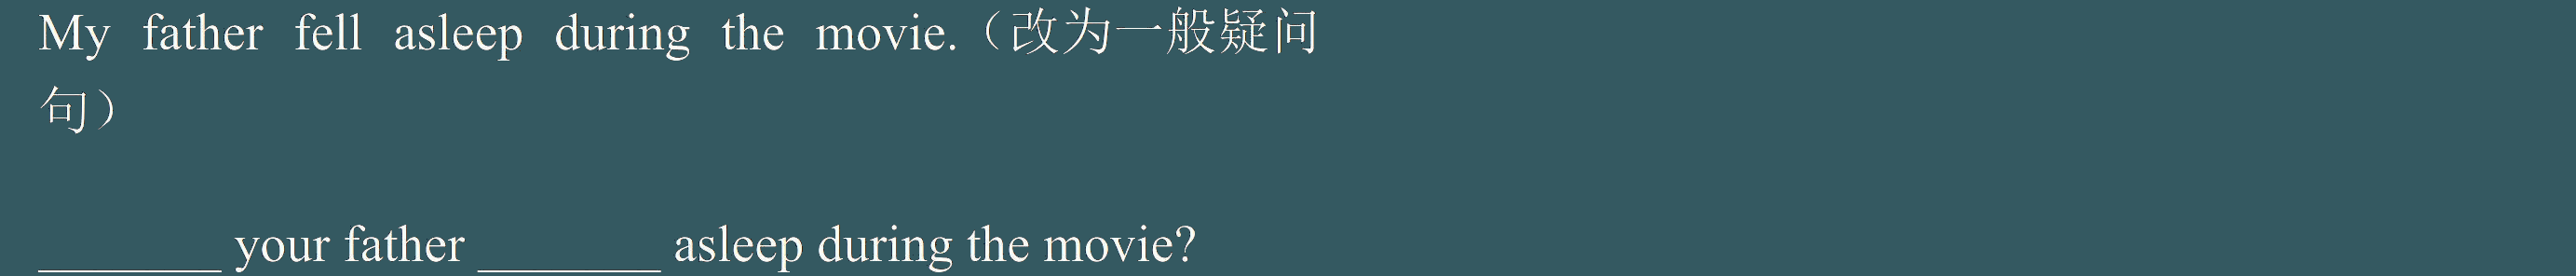 My father fell asleep during the movie.（改为一般疑问
句）
________ your father ________ asleep during the movie?